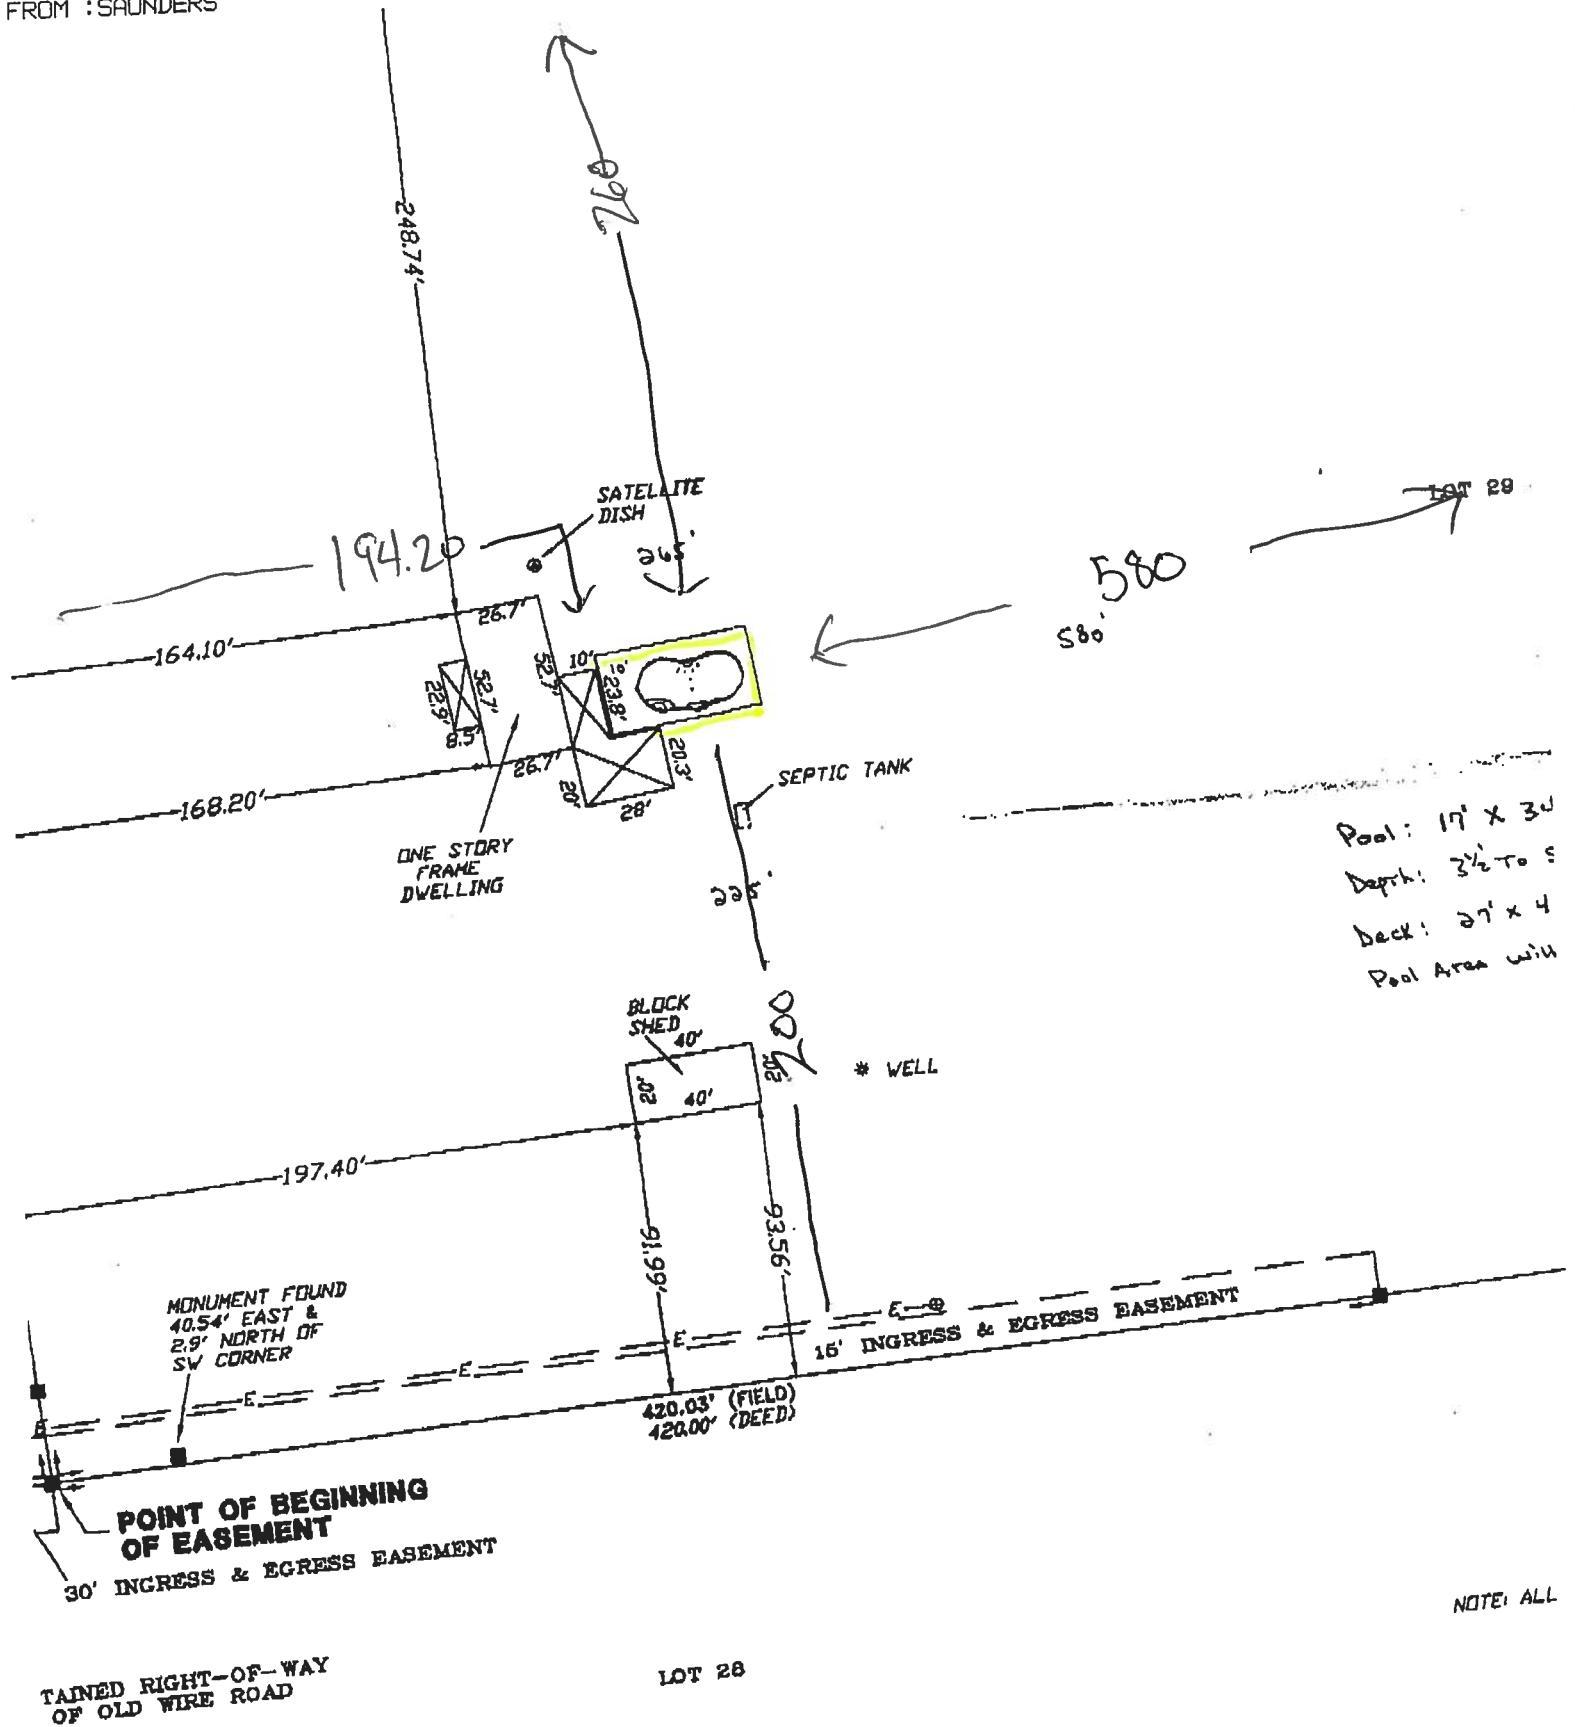 FROM :SAUNDERS
248.74'
260
SATELLITE
DISH
LOT 29
194.20
265'
580
580'
26.7'
164.10'
10'
52.7'
52.7'
23.8'
22.9'
8.5'
26.7'
20.3'
20'
28'
168.20'
SEPTIC TANK
ONE STORY
FRAME
DWELLING
225'
Pool: 17' X 3
Depth: 3½ To
Deck: 27' X 4
Pool Area will
BLOCK
SHED
40'
20'
40'
20'
200
* WELL
197.40'
91.99'
93.56'
MONUMENT FOUND
40.54' EAST &
2.9' NORTH OF
SW CORNER
E
E
E
E
E
15' INGRESS & EGRESS EASEMENT
420.03' (FIELD)
420.00' (DEED)
POINT OF BEGINNING
OF EASEMENT
30' INGRESS & EGRESS EASEMENT
NOTE: ALL
TAINED RIGHT-OF-WAY
OF OLD WIRE ROAD
LOT 28